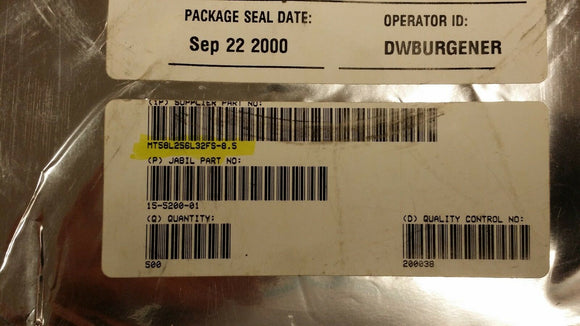 PACKAGE SEAL DATE: OPERATOR ID:
Sep 22 2000 DWBURGENER
(1P) SUPPLIER PART NO:
MT58L256L32FS-8.5
(P) JABIL PART NO:
15-5200-01
(Q) QUANTITY: (D) QUALITY CONTROL NO:
500 200038